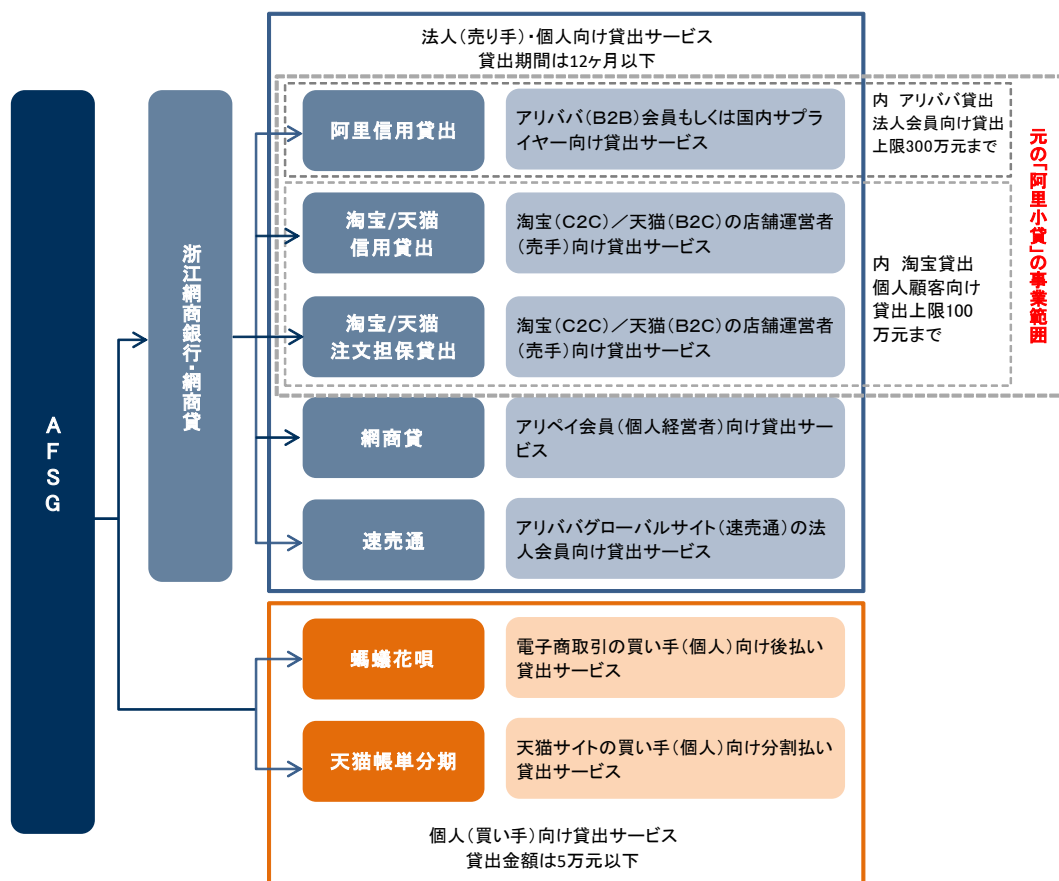 法人（売り手）・個人向け貸出サービス
貸出期間は12ヶ月以下
AFSG
浙江網商銀行・網商貸
阿里信用貸出
アリババ（B2B）会員もしくは国内サプラ
イヤー向け貸出サービス
内 アリババ貸出
法人会員向け貸出
上限300万元まで
淘宝/天猫
信用貸出
淘宝（C2C）／天猫（B2C）の店舗運営者
（売手）向け貸出サービス
淘宝/天猫
注文担保貸出
淘宝（C2C）／天猫（B2C）の店舗運営者
（売手）向け貸出サービス
内 淘宝貸出
個人顧客向け
貸出上限100
万元まで
元の「阿里小貸」の事業範囲
網商貸
アリペイ会員（個人経営者）向け貸出サー
ビス
速売通
アリババグローバルサイト（速売通）の法
人会員向け貸出サービス
螞蟻花唄
電子商取引の買い手（個人）向け後払い
貸出サービス
天猫帳単分期
天猫サイトの買い手（個人）向け分割払い
貸出サービス
個人（買い手）向け貸出サービス
貸出金額は5万元以下